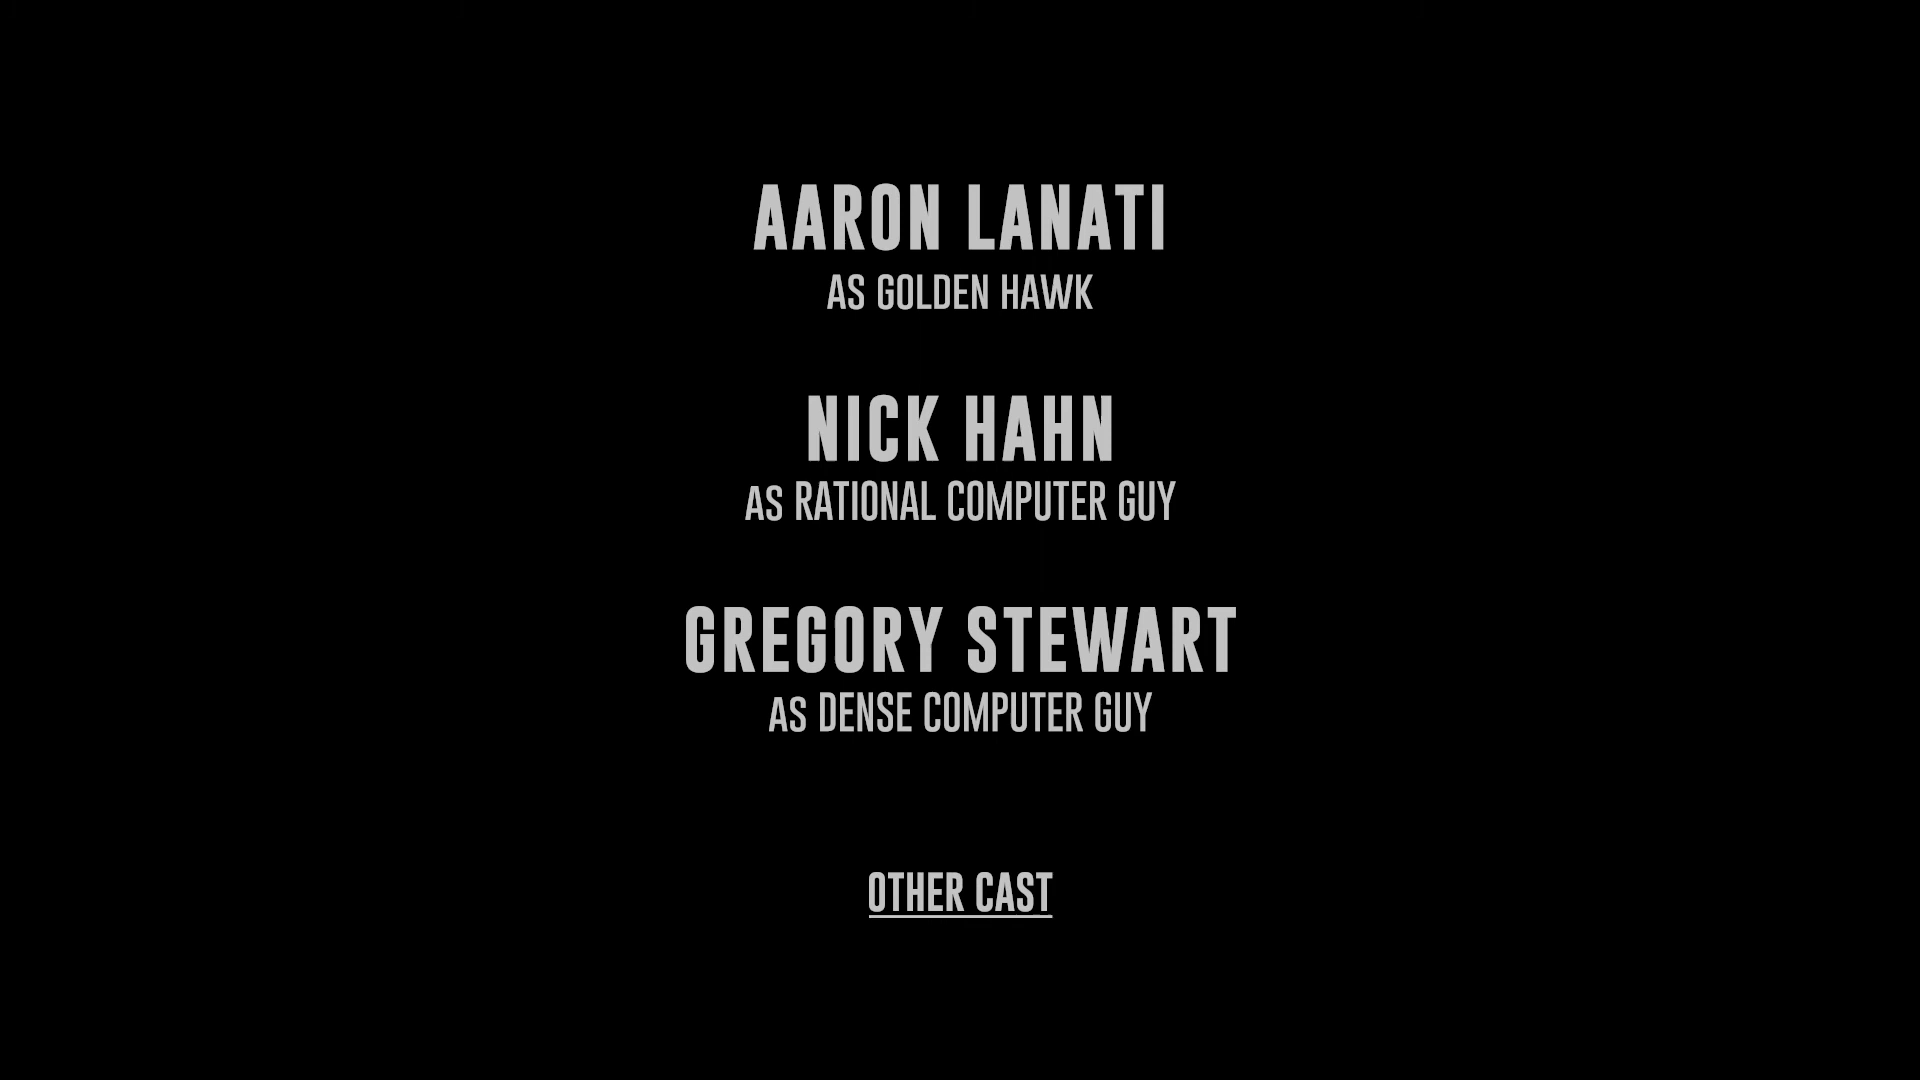 AARON LANATI
AS GOLDEN HAWK
NICK HAHN
AS RATIONAL COMPUTER GUY
GREGORY STEWART
AS DENSE COMPUTER GUY
OTHER CAST